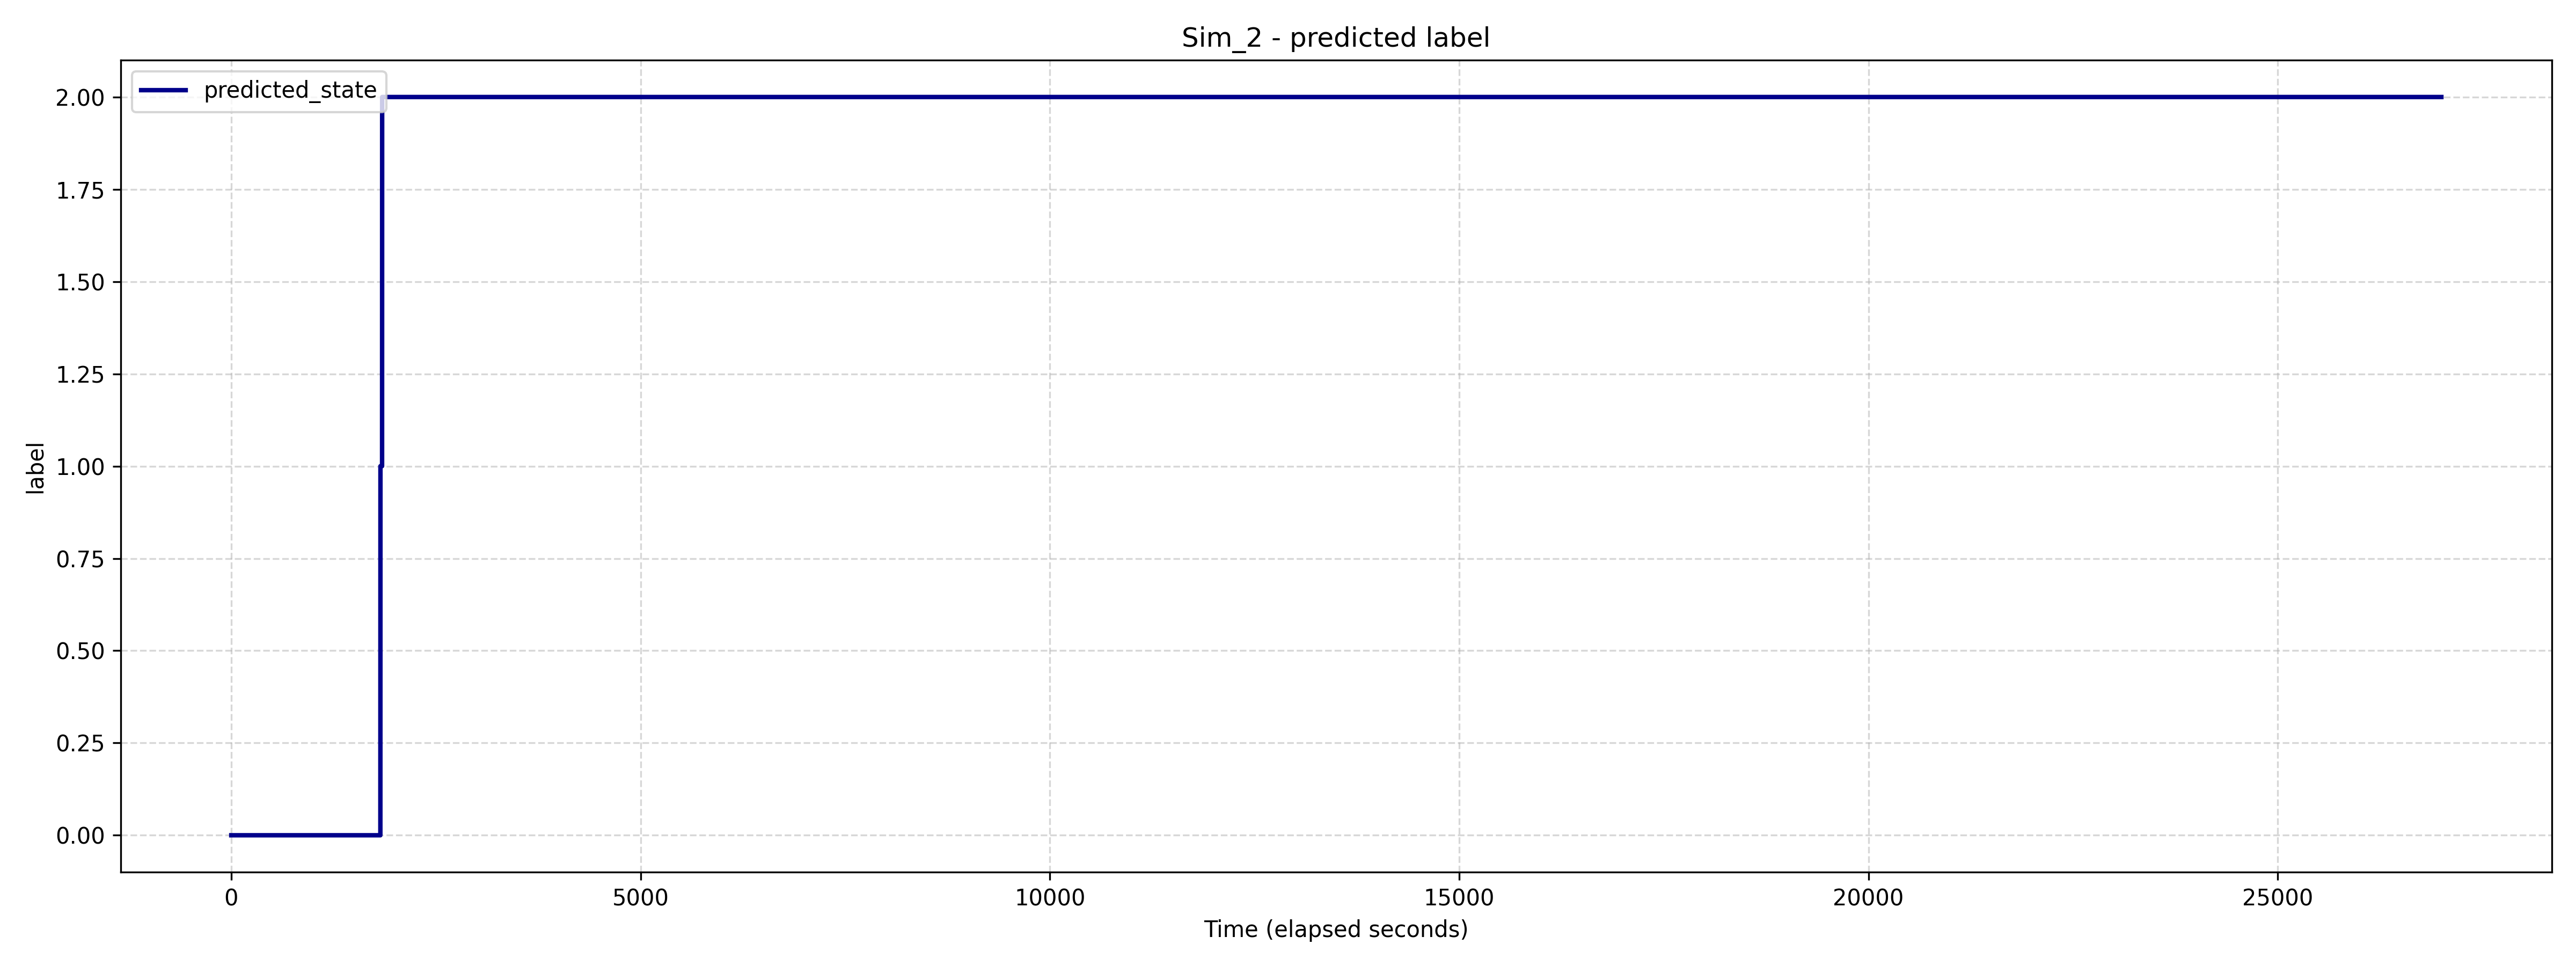 Sim_2 - predicted label
predicted_state
2.00
1.75
1.50
1.25
1.00
0.75
0.50
0.25
0.00
label
0 5000 10000 15000 20000 25000
Time (elapsed seconds)